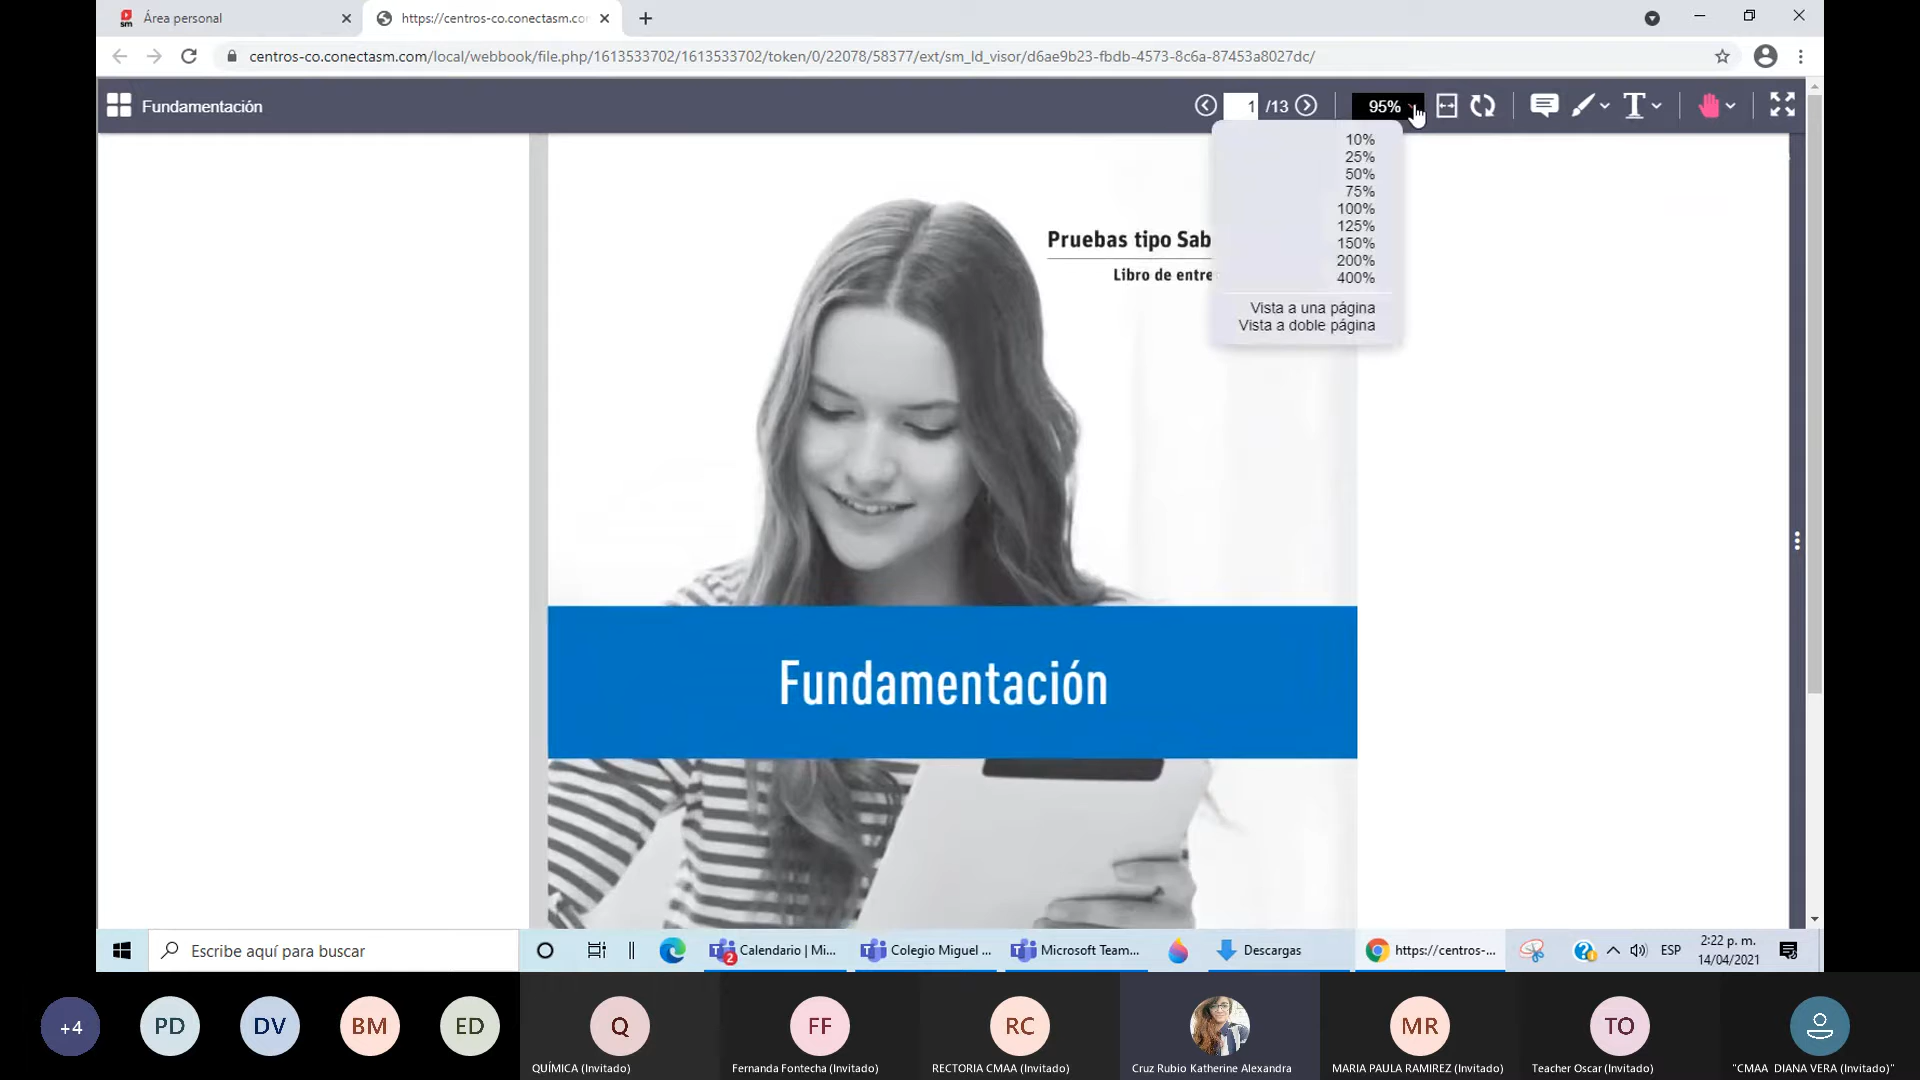 sm Área personal
https://centros-co.conectasm.co
centros-co.conectasm.com/local/webbook/file.php/1613533702/1613533702/token/0/22078/58377/ext/sm_ld_visor/d6ae9b23-fbdb-4573-8c6a-87453a8027dc/
Fundamentación
1 /13
95%
T
10%
25%
50%
75%
100%
125%
150%
200%
400%
Vista a una página
Vista a doble página
Pruebas tipo Sab
Libro de entre
Fundamentación
Escribe aquí para buscar
2
Calendario | Mi...
Colegio Miguel ...
Microsoft Team...
Descargas
https://centros-...
ESP
2:22 p. m.
14/04/2021
+4
PD
DV
BM
ED
Q
FF
RC
MR
TO
QUÍMICA (Invitado)
Fernanda Fontecha (Invitado)
RECTORIA CMAA (Invitado)
Cruz Rubio Katherine Alexandra
MARIA PAULA RAMIREZ (Invitado)
Teacher Oscar (Invitado)
"CMAA DIANA VERA (Invitado)"